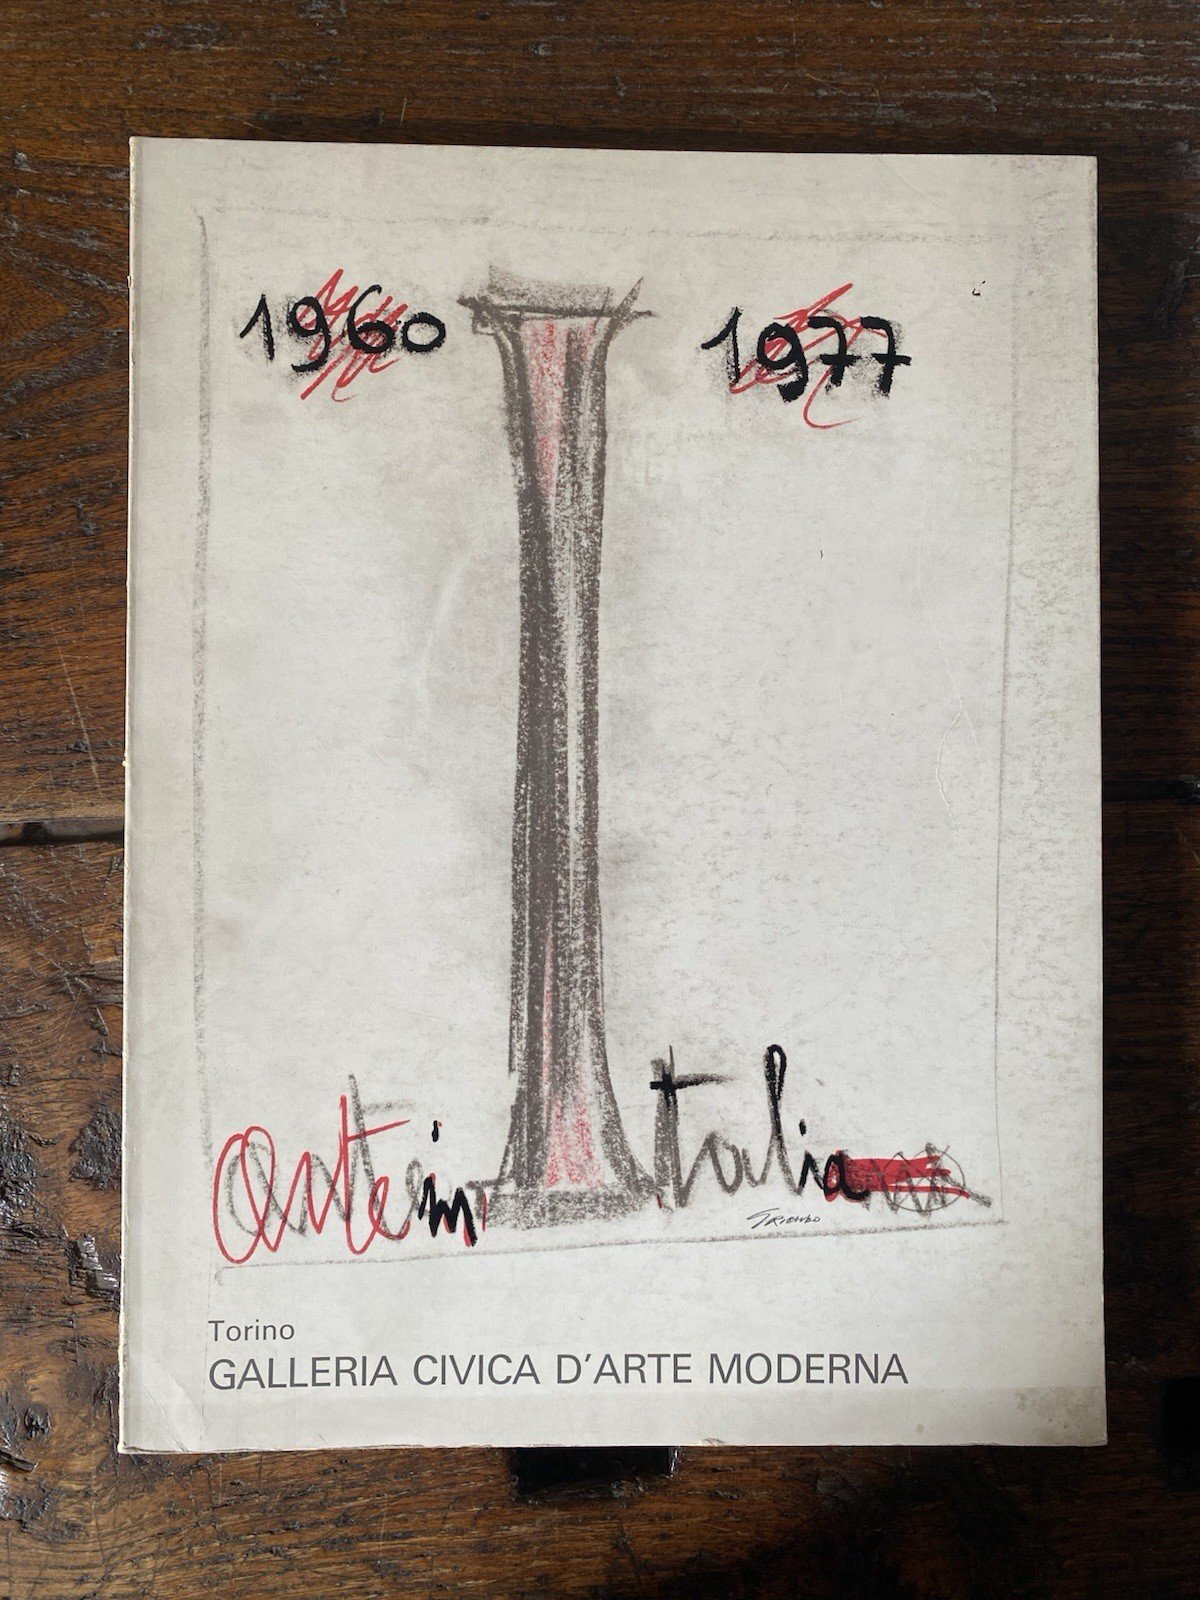 1960 1977
Arte in Italia
Torino
GALLERIA CIVICA D'ARTE MODERNA